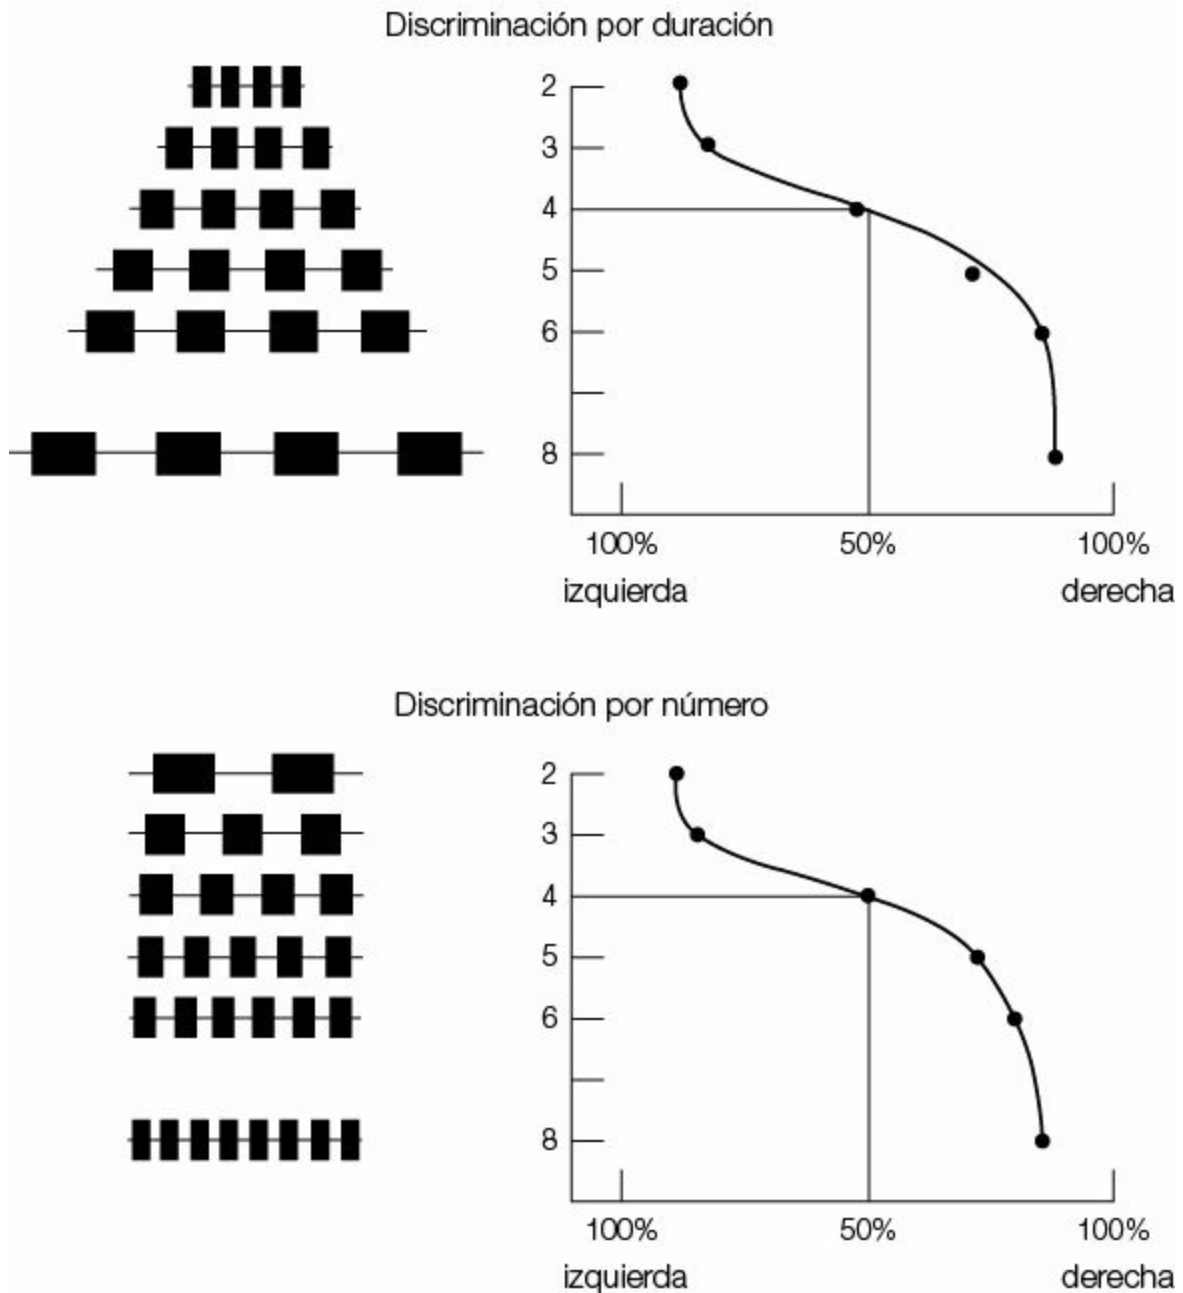 Discriminación por duración
2
3
4
5
6
8
100% 50% 100%
izquierda derecha
Discriminación por número
2
3
4
5
6
8
100% 50% 100%
izquierda derecha